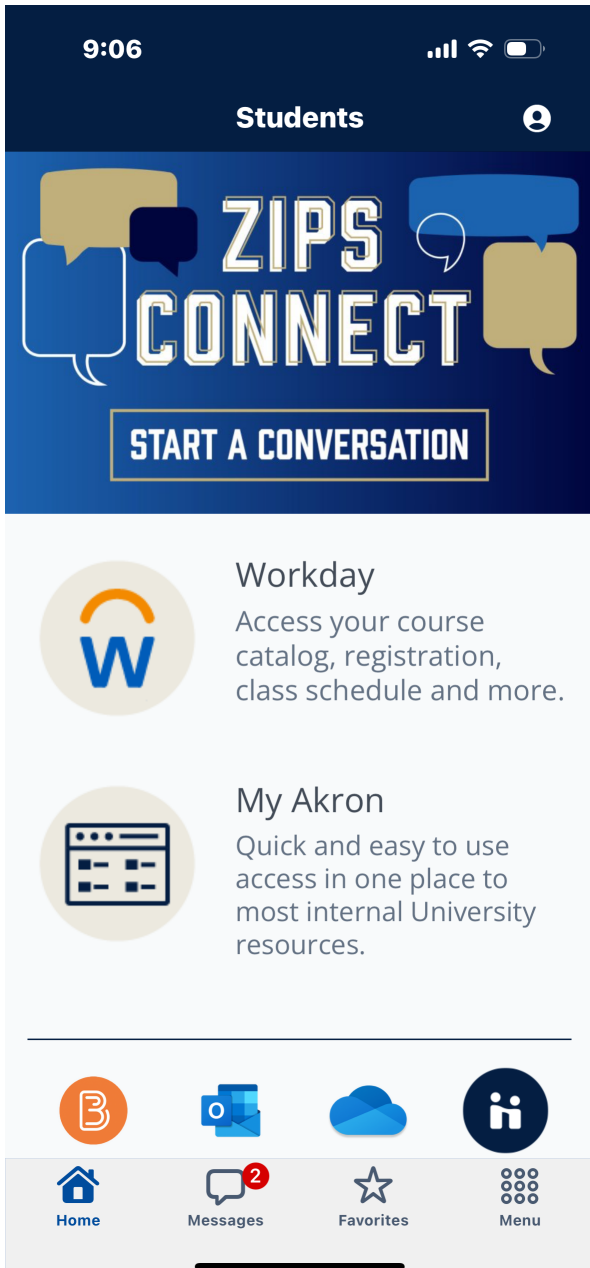 9:06
Students
ZIPS
CONNECT
START A CONVERSATION
Workday
Access your course
catalog, registration,
class schedule and more.
My Akron
Quick and easy to use
access in one place to
most internal University
resources.
2
Home
Messages
Favorites
Menu